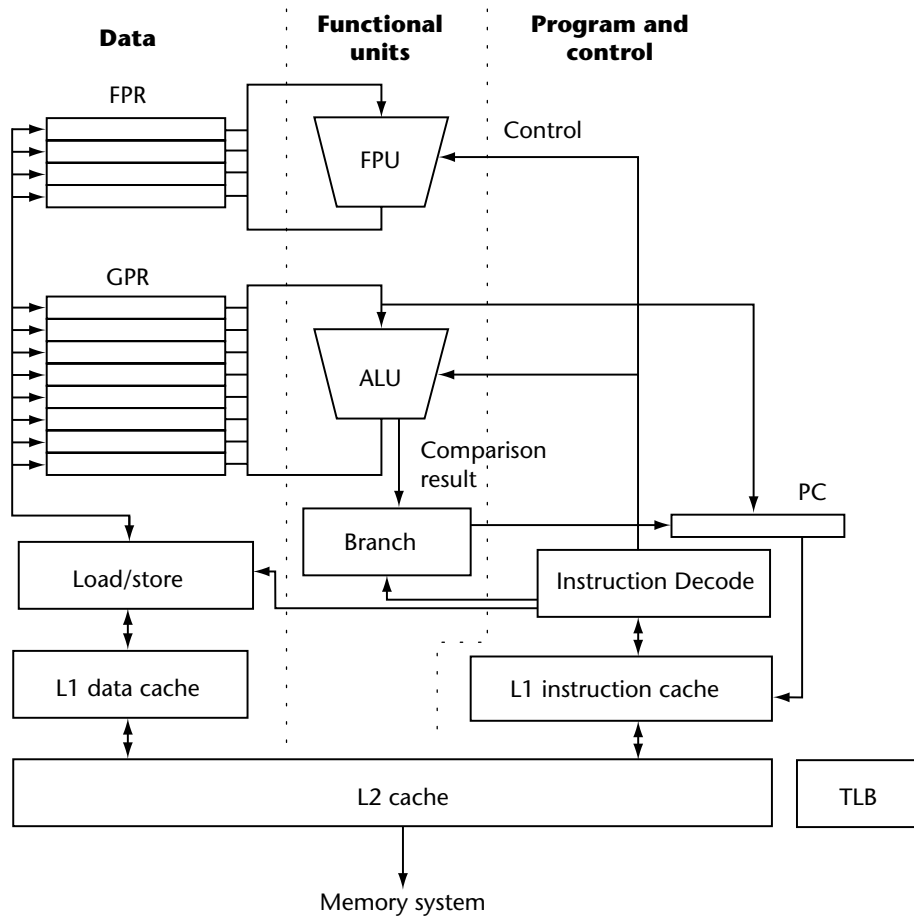 Data
Functional
units
Program and
control
FPR
Control
FPU
GPR
ALU
Comparison
result
PC
Branch
Load/store
Instruction Decode
L1 data cache
L1 instruction cache
L2 cache
TLB
Memory system